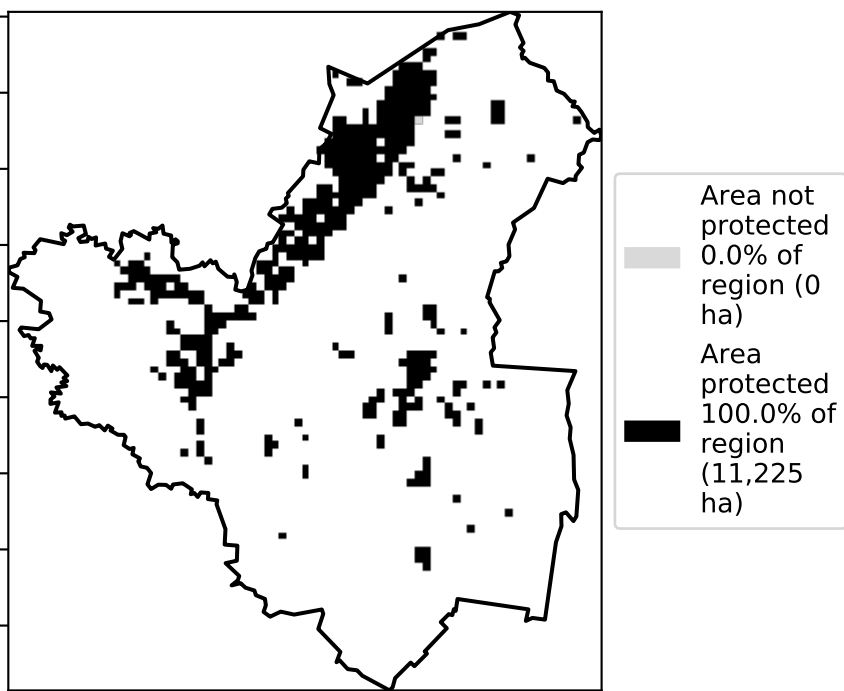 Area not
protected
0.0% of
region (0
ha)
Area
protected
100.0% of
region
(11,225
ha)